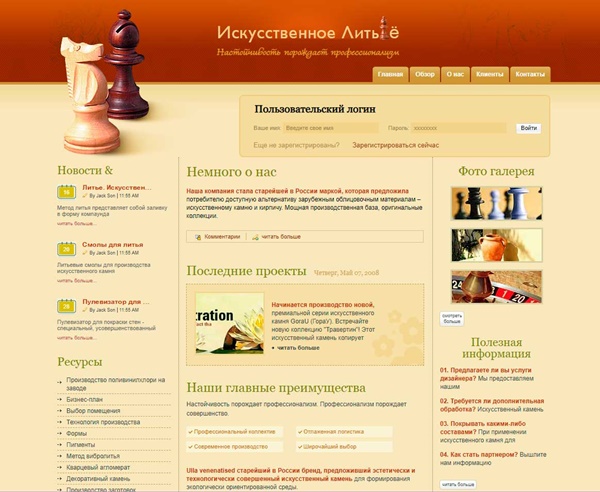 Искусственное Литьё
Настойчивость порождает профессионализм
Главная Обзор О нас Клиенты Контакты
Пользовательский логин
Ваше имя: Введите свое имя Пароль: xxxxxxxx Войти
Еще не зарегистрированы? Зарегистрироваться сейчас
Новости &
Литье. Искусствен...
By Jack Son | 11:55 AM
Метод литья представляет собой заливку
в форму компаунда
читать больше...
Смолы для литья
By Jack Son | 11:55 AM
Литьевые смолы для производства
искусственного камня
читать больше...
Пулевизатор для ...
By Jack Son | 11:55 AM
Пулевизатор для покраски стен -
специальный, усовершенствованный
читать больше...
Ресурсы
Производство поливинилхлори на
заводе
Бизнес-план
Выбор помещения
Технология производства
Формы
Пигменты
Метод вибролитья
Кварцевый агломерат
Декоративный камень
Производство заготовок
Немного о нас
Наша компания стала старейшей в России маркой, которая предложила
потребителю доступную альтернативу зарубежным облицовочным материалам –
искусственному камню и кирпичу. Мощная производственная база, оригинальные
коллекции.
Комментарии | читать больше
Последние проекты Четверг, Май 07, 2008
tration
act tka
Начинается производство новой,
премиальной серии искусственного
камня GoraU (ГораУ). Встречайте
новую коллекцию "Травертин"! Этот
искусственный камень копирует
читать больше
Наши главные преимущества
Настойчивость порождает профессионализм. Профессионализм порождает
совершенство.
Профессиональный коллектив Отлаженная логистика
Современное производство Широчайший выбор
Ulla venenatised старейший в России бренд, предложивший эстетически и
технологически совершенный искусственный камень для формирования
экологически ориентированной среды.
Фото галерея
смотреть
больше
Полезная
информация
01. Предлагаете ли вы услуги
дизайнера? Мы предоставляем
нашим
02. Требуется ли дополнительная
обработка? Искусственный камень
03. Покрывать какими-либо
составами? При применении
искусственного камня для
04. Как стать партнером? Вышлите
нам информацию
читать больше